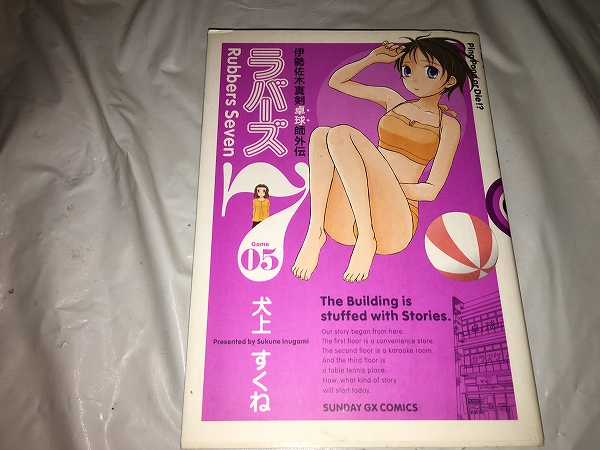 伊勢佐木真剣卓球師外伝
ラバーズ
7
Rubbers Seven
Game
05
犬上 すくね
Presented by Sukune Inugami
Ping Pong or Die!?
The Building is
stuffed with Stories.
Our story began from here.
The first floor is a convenience store.
The second floor is a karaoke room.
And the third floor is
a table tennis place.
Now, what kind of story
will start today.
SUNDAY GX COMICS